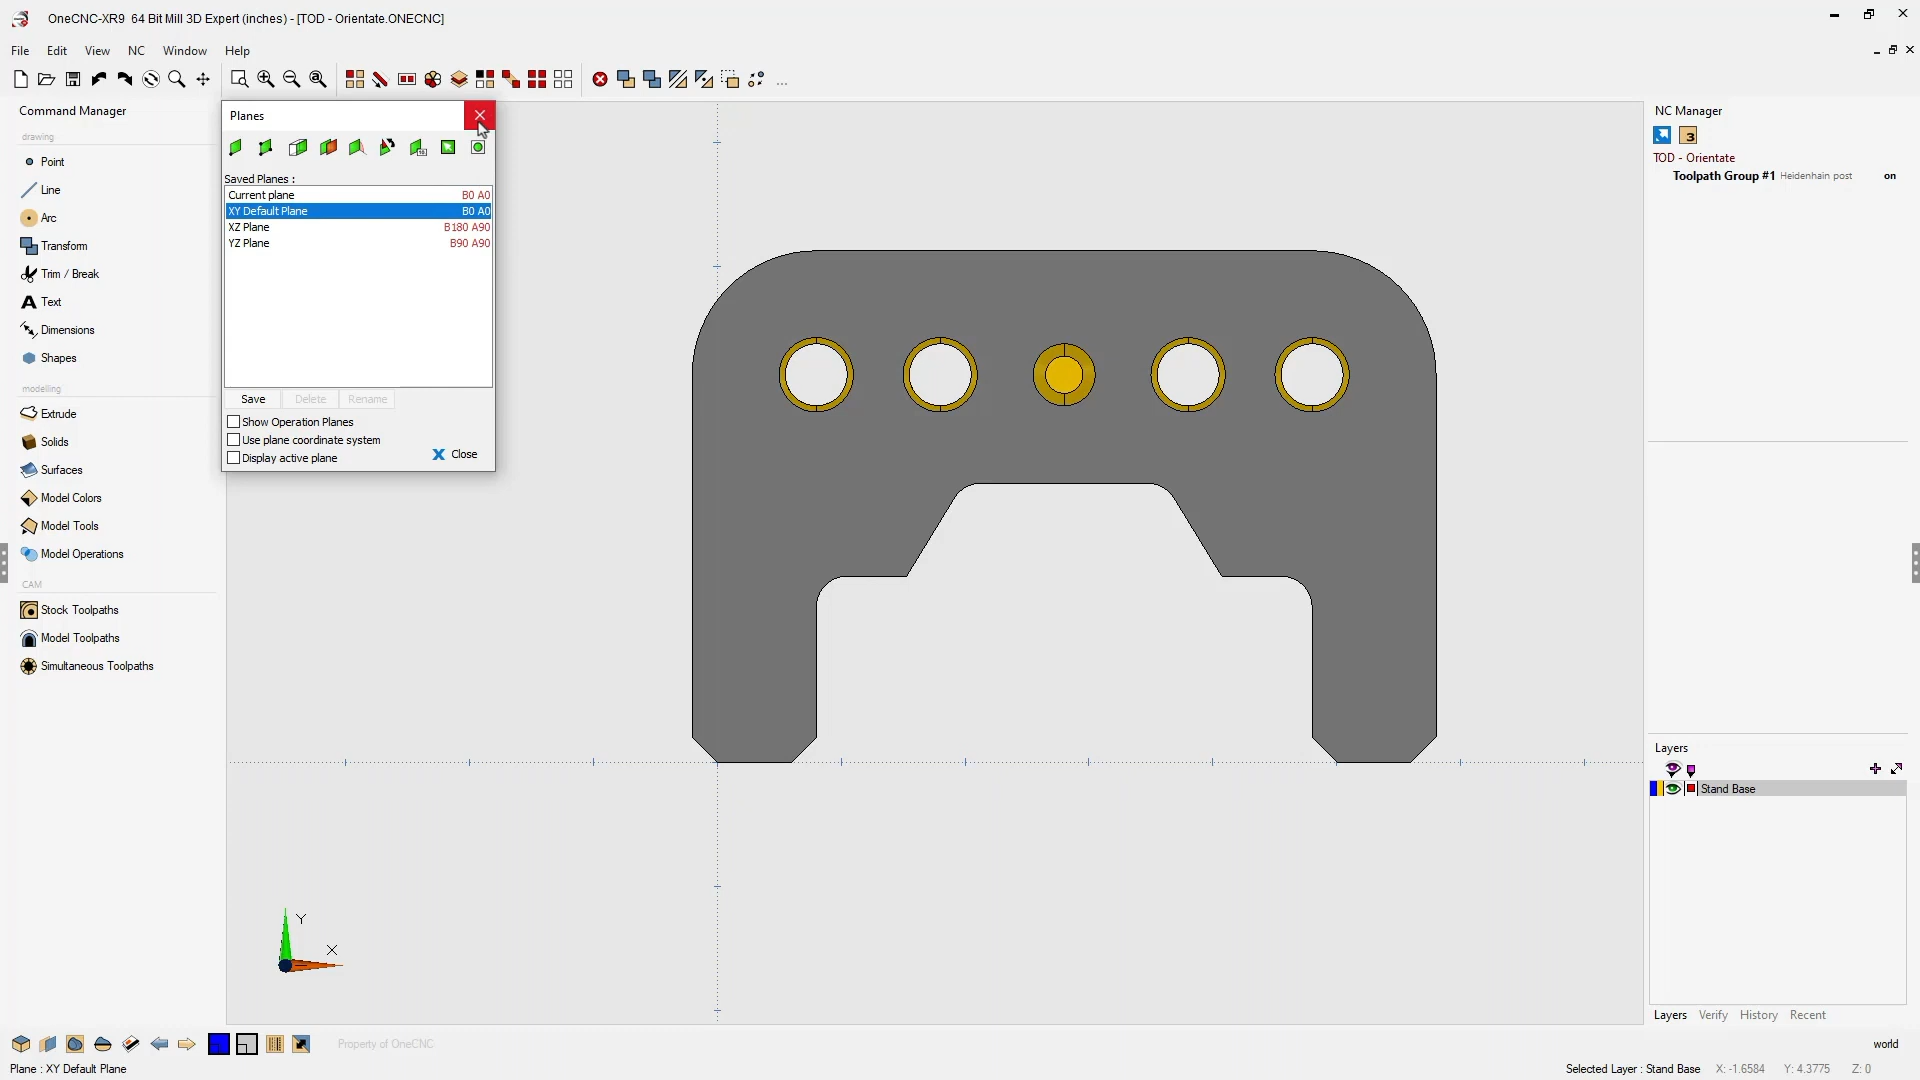 OneCNC-XR9  64 Bit Mill 3D Expert (inches) - [TOD - Orientate.ONECNC]
File Edit View NC Window Help
...
Command Manager
drawing
Point
Line
Arc
Transform
Trim / Break
Text
Dimensions
Shapes
modelling
Extrude
Solids
Surfaces
Model Colors
Model Tools
Model Operations
CAM
Stock Toolpaths
Model Toolpaths
Simultaneous Toolpaths
Planes
Saved Planes :
Current plane B0 A0
XY Default Plane B0 A0
XZ Plane B180 A90
YZ Plane B90 A90
Save Delete Rename
Show Operation Planes
Use plane coordinate system
Display active plane
X Close
Y
X
NC Manager
3
TOD - Orientate
Toolpath Group #1 Heidenhain post on
Layers
Stand Base
Layers Verify History Recent
Property of OneCNC
world
Plane : XY Default Plane
Selected Layer : Stand Base X: -1.6584 Y: 4.3775 Z: 0